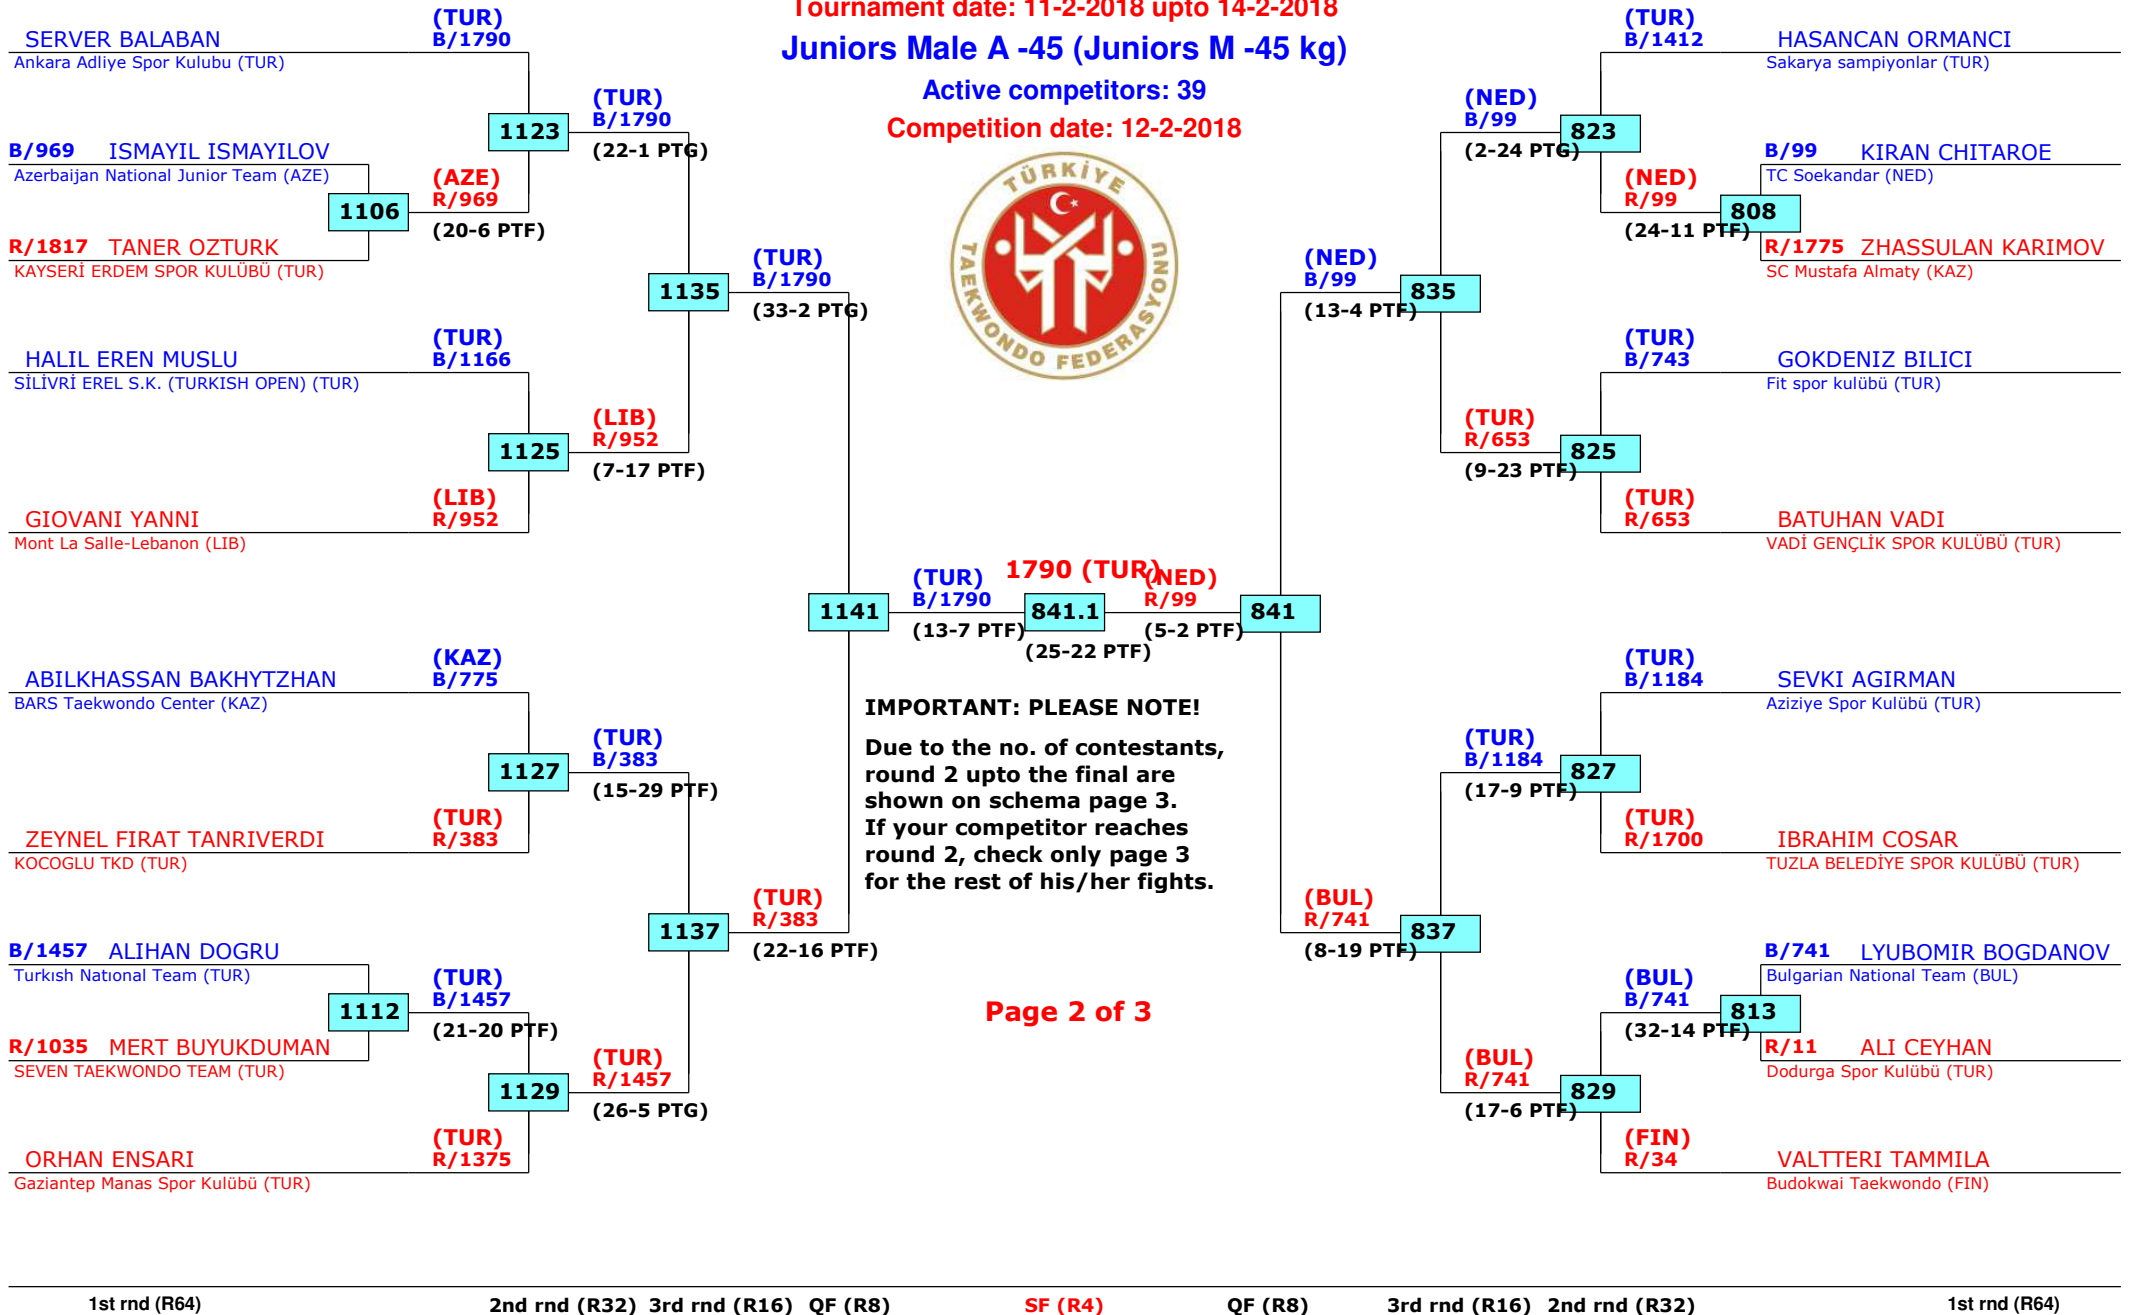 Tournament date: 11-2-2018 upto 14-2-2018
Juniors Male A -45 (Juniors M -45 kg)
Active competitors: 39
Competition date: 12-2-2018
TÜRKİYE
TAEKWONDO FEDERASYONU
SERVER BALABAN
Ankara Adliye Spor Kulubu (TUR)
(TUR)
B/1790
1123
(TUR)
B/1790
(22-1 PTG)
B/969 ISMAYIL ISMAYILOV
Azerbaijan National Junior Team (AZE)
1106
(AZE)
R/969
(20-6 PTF)
R/1817 TANER OZTURK
KAYSERİ ERDEM SPOR KULÜBÜ (TUR)
1135
(TUR)
B/1790
(33-2 PTG)
HALIL EREN MUSLU
SİLİVRİ EREL S.K. (TURKISH OPEN) (TUR)
(TUR)
B/1166
1125
(LIB)
R/952
(7-17 PTF)
GIOVANI YANNI
Mont La Salle-Lebanon (LIB)
(LIB)
R/952
1141
(TUR)
B/1790
(13-7 PTF)
1790 (TUR)
841.1
(25-22 PTF)
(NED)
R/99
(5-2 PTF)
841
ABILKHASSAN BAKHYTZHAN
BARS Taekwondo Center (KAZ)
(KAZ)
B/775
1127
(TUR)
B/383
(15-29 PTF)
ZEYNEL FIRAT TANRIVERDI
KOCOGLU TKD (TUR)
(TUR)
R/383
1137
(TUR)
R/383
(22-16 PTF)
B/1457 ALIHAN DOGRU
Turkısh Natıonal Team (TUR)
1112
(TUR)
B/1457
(21-20 PTF)
R/1035 MERT BUYUKDUMAN
SEVEN TAEKWONDO TEAM (TUR)
1129
(TUR)
R/1457
(26-5 PTG)
ORHAN ENSARI
Gaziantep Manas Spor Kulübü (TUR)
(TUR)
R/1375
IMPORTANT: PLEASE NOTE!
Due to the no. of contestants,
round 2 upto the final are
shown on schema page 3.
If your competitor reaches
round 2, check only page 3
for the rest of his/her fights.
Page 2 of 3
(TUR)
B/1412
HASANCAN ORMANCI
Sakarya sampiyonlar (TUR)
(NED)
B/99
(2-24 PTG)
823
B/99 KIRAN CHITAROE
TC Soekandar (NED)
(NED)
R/99
(24-11 PTF)
808
R/1775 ZHASSULAN KARIMOV
SC Mustafa Almaty (KAZ)
(NED)
B/99
(13-4 PTF)
835
(TUR)
B/743
GOKDENIZ BILICI
Fit spor kulübü (TUR)
(TUR)
R/653
(9-23 PTF)
825
(TUR)
R/653
BATUHAN VADI
VADİ GENÇLİK SPOR KULÜBÜ (TUR)
(TUR)
B/1184
SEVKI AGIRMAN
Aziziye Spor Kulübü (TUR)
(TUR)
B/1184
(17-9 PTF)
827
(TUR)
R/1700
IBRAHIM COSAR
TUZLA BELEDİYE SPOR KULÜBÜ (TUR)
(BUL)
R/741
(8-19 PTF)
837
B/741 LYUBOMIR BOGDANOV
Bulgarian National Team (BUL)
(BUL)
B/741
(32-14 PTF)
813
R/11 ALI CEYHAN
Dodurga Spor Kulübü (TUR)
(BUL)
R/741
(17-6 PTF)
829
(FIN)
R/34
VALTTERI TAMMILA
Budokwai Taekwondo (FIN)
1st rnd (R64) 2nd rnd (R32) 3rd rnd (R16) QF (R8) SF (R4) QF (R8) 3rd rnd (R16) 2nd rnd (R32) 1st rnd (R64)